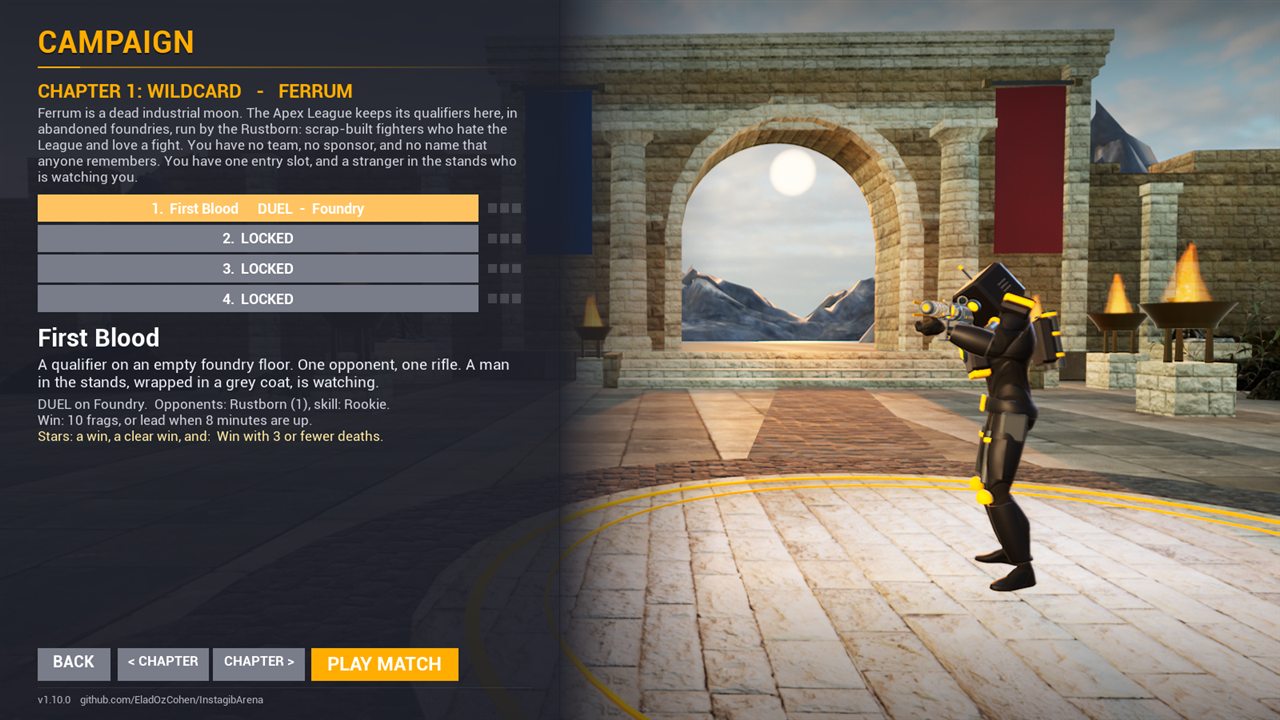 CAMPAIGN
CHAPTER 1: WILDCARD - FERRUM
Ferrum is a dead industrial moon. The Apex League keeps its qualifiers here, in
abandoned foundries, run by the Rustborn: scrap-built fighters who hate the
League and love a fight. You have no team, no sponsor, and no name that
anyone remembers. You have one entry slot, and a stranger in the stands who
is watching you.
1. First Blood DUEL - Foundry
2. LOCKED
3. LOCKED
4. LOCKED
First Blood
A qualifier on an empty foundry floor. One opponent, one rifle. A man
in the stands, wrapped in a grey coat, is watching.
DUEL on Foundry. Opponents: Rustborn (1), skill: Rookie.
Win: 10 frags, or lead when 8 minutes are up.
Stars: a win, a clear win, and: Win with 3 or fewer deaths.
BACK
< CHAPTER
CHAPTER >
PLAY MATCH
v1.10.0 github.com/EladOzCohen/InstagibArena